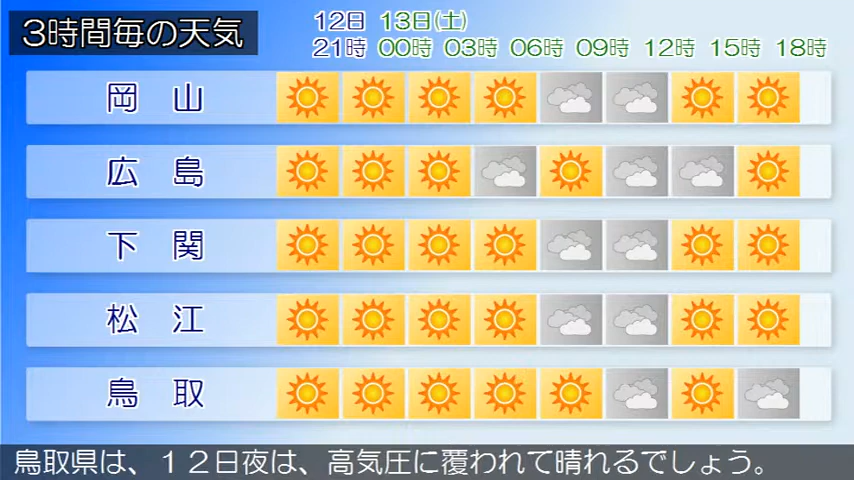 3時間毎の天気
12日 13日(土)
21時 00時 03時 06時 09時 12時 15時 18時
岡 山
広 島
下 関
松 江
鳥 取
鳥取県は、１２日夜は、高気圧に覆われて晴れるでしょう。